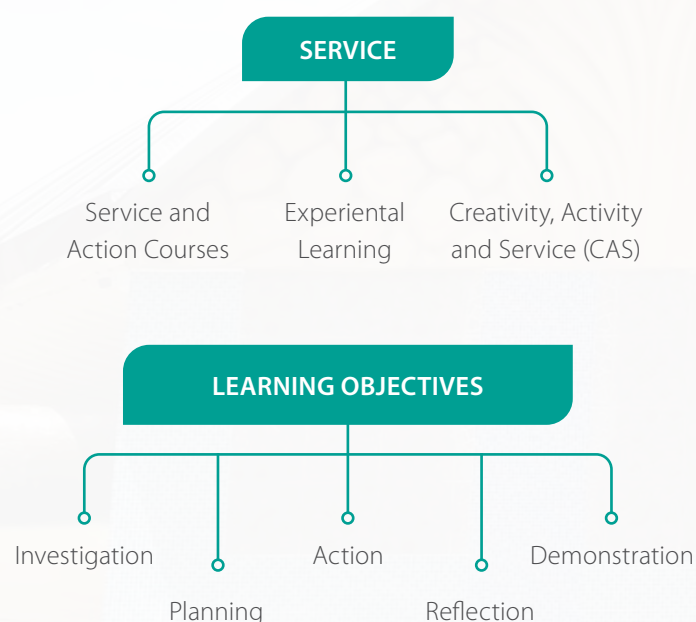 SERVICE
Service and
Action Courses
Experiental
Learning
Creativity, Activity
and Service (CAS)
LEARNING OBJECTIVES
Investigation
Planning
Action
Reflection
Demonstration